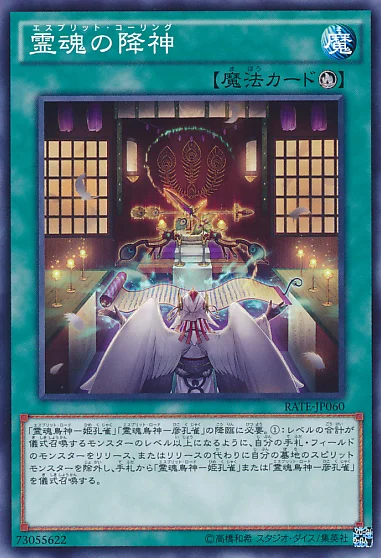 エスプリット・コーリング
霊魂の降神
魔
【魔法カード】
RATE-JP060
「霊魂鳥神－姫孔雀」「霊魂鳥神－彦孔雀」の降臨に必要。①：レベルの合計が
儀式召喚するモンスターのレベル以上になるように、自分の手札・フィールド
のモンスターをリリース、またはリリースの代わりに自分の墓地のスピリット
モンスターを除外し、手札から「霊魂鳥神－姫孔雀」または「霊魂鳥神－彦孔雀」
を儀式召喚する。
73055622
©高橋和希 スタジオ・ダイス/集英社